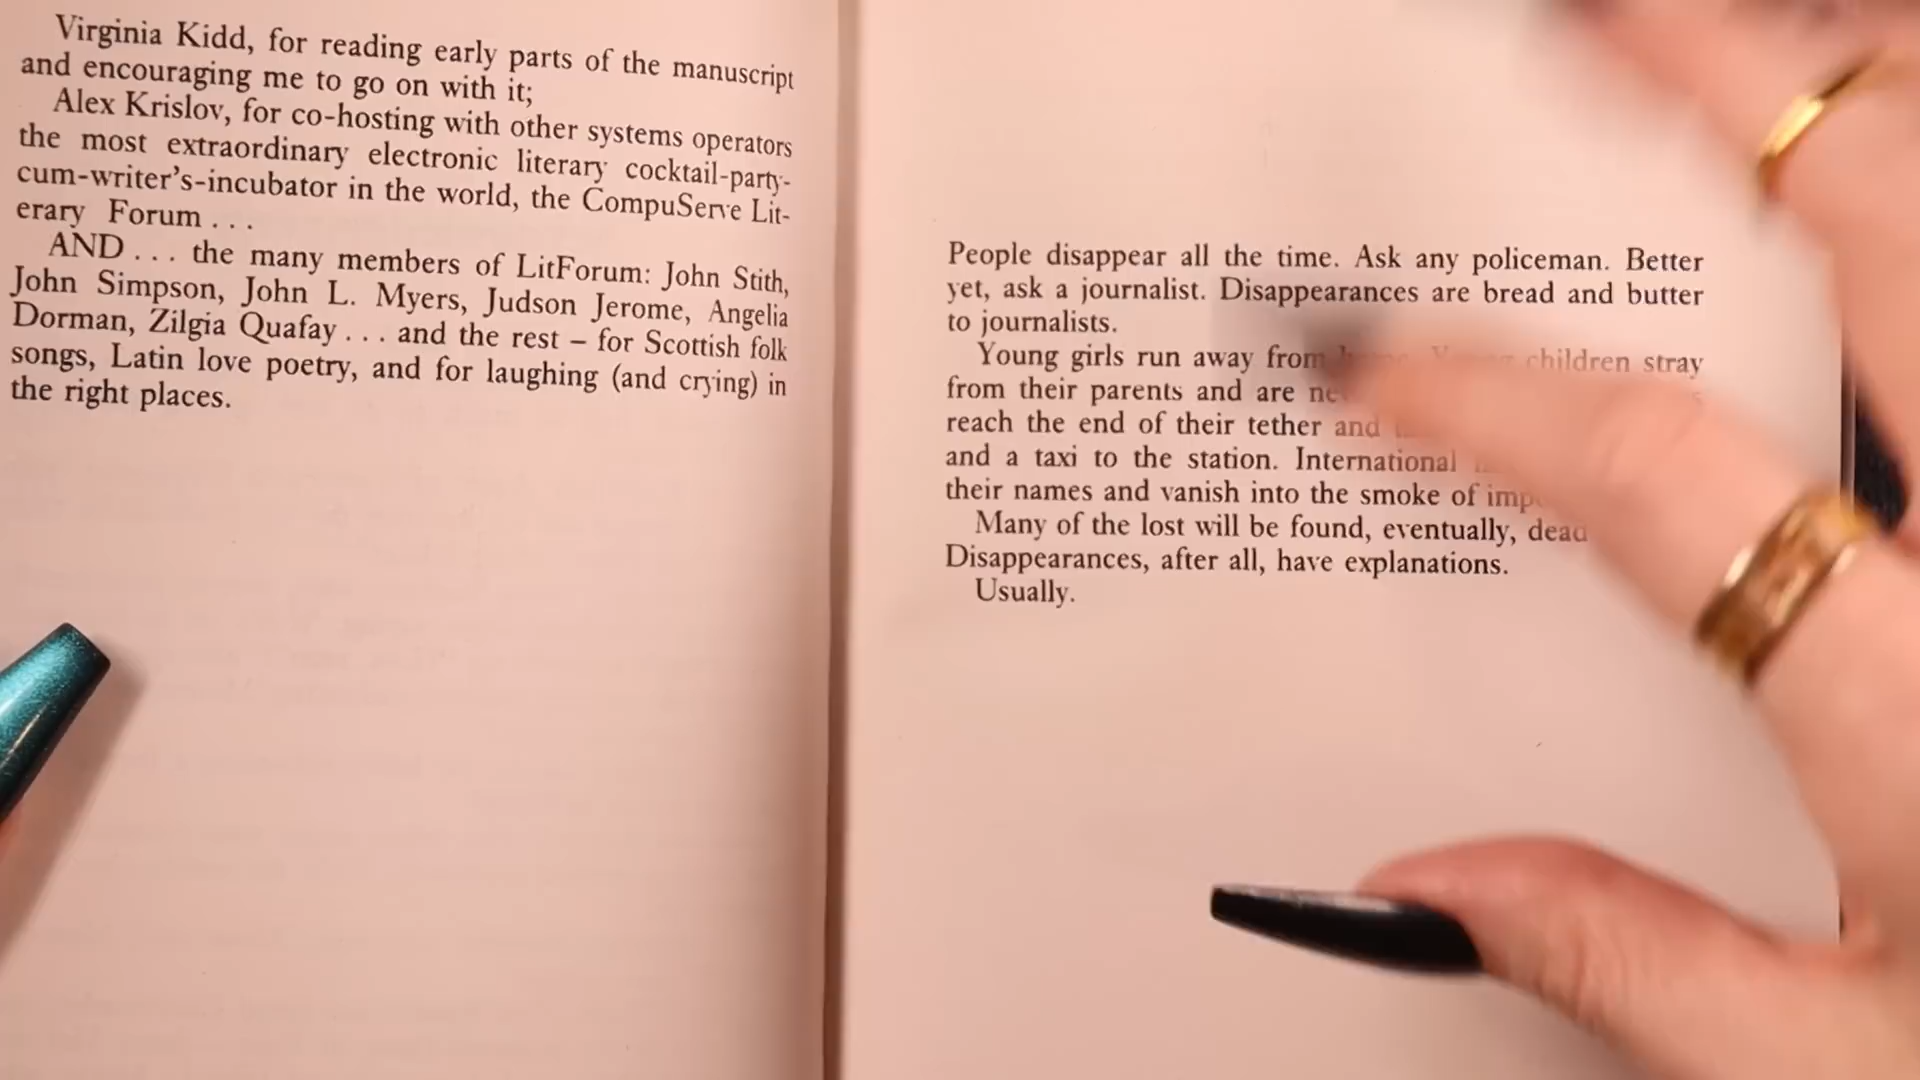 Virginia Kidd, for reading early parts of the manuscript
and encouraging me to go on with it;
Alex Krislov, for co-hosting with other systems operators
the most extraordinary electronic literary cocktail-party-
cum-writer's-incubator in the world, the CompuServe Lit-
erary Forum . . .
AND . . . the many members of LitForum: John Stith,
John Simpson, John L. Myers, Judson Jerome, Angelia
Dorman, Zilgia Quafay . . . and the rest – for Scottish folk
songs, Latin love poetry, and for laughing (and crying) in
the right places.
People disappear all the time. Ask any policeman. Better
yet, ask a journalist. Disappearances are bread and butter
to journalists.
Young girls run away from children stray
from their parents and are
reach the end of their tether and
and a taxi to the station. International
their names and vanish into the smoke of
Many of the lost will be found, eventually, dead
Disappearances, after all, have explanations.
Usually.